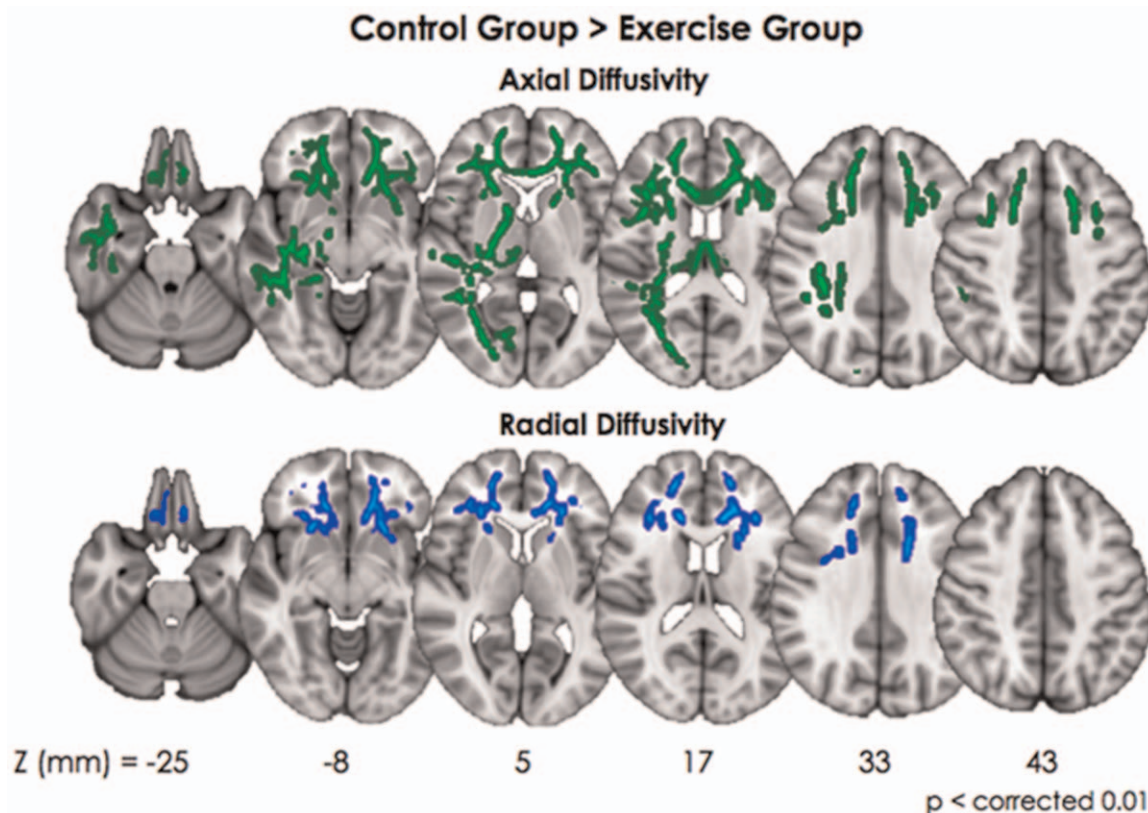 Control Group > Exercise Group
Axial Diffusivity
Radial Diffusivity
Z (mm) = -25 -8 5 17 33 43
p < corrected 0.01